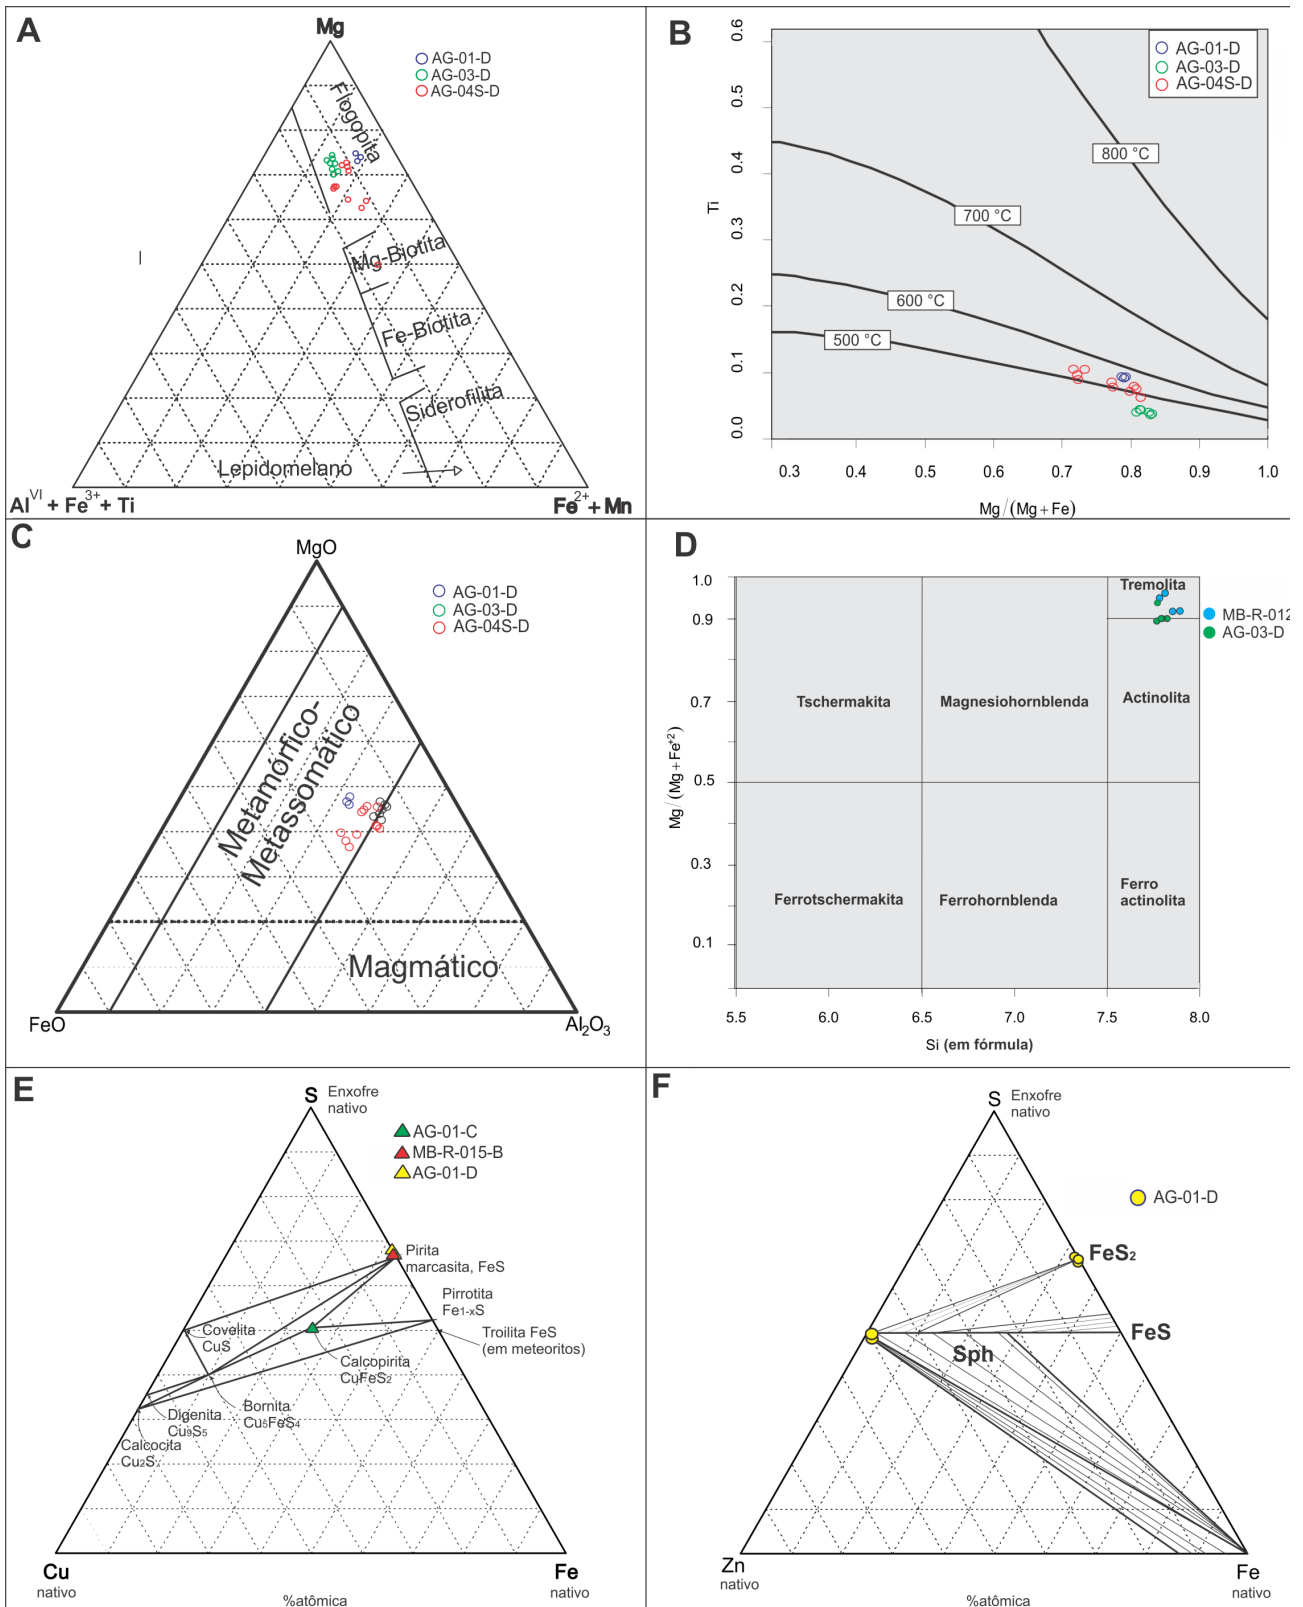 A
Mg
AG-01-D
AG-03-D
AG-04S-D
Flogopita
Mg-Biotita
Fe-Biotita
Siderofilita
Lepidomelano
Al^VI + Fe^3+ + Ti
Fe^2+ + Mn
B
AG-01-D
AG-03-D
AG-04S-D
800 °C
700 °C
600 °C
500 °C
Ti
0.6
0.5
0.4
0.3
0.2
0.1
0.0
0.3 0.4 0.5 0.6 0.7 0.8 0.9 1.0
Mg/(Mg+Fe)
C
MgO
AG-01-D
AG-03-D
AG-04S-D
Metamórfico-
Metassomático
Magmático
FeO
Al₂O₃
D
1.0
0.9
0.7
0.5
0.3
0.1
Mg/(Mg+Fe⁺²)
Tremolita
MB-R-012
AG-03-D
Tschermakita
Magnesiohornblenda
Actinolita
Ferrotschermakita
Ferrohornblenda
Ferro
actinolita
5.5 6.0 6.5 7.0 7.5 8.0
Si (em fórmula)
E
S
Enxofre
nativo
AG-01-C
MB-R-015-B
AG-01-D
Pirita
marcasita, FeS
Pirrotita
Fe₁₋ₓS
Troilita FeS
(em meteoritos)
Covelita
CuS
Calcopirita
CuFeS₂
Bornita
Cu₅FeS₄
Digenita
Cu₉S₅
Calcocita
Cu₂S
Cu
nativo
Fe
nativo
%atômica
F
S
Enxofre
nativo
AG-01-D
FeS₂
FeS
Sph
Zn
nativo
Fe
nativo
%atômica